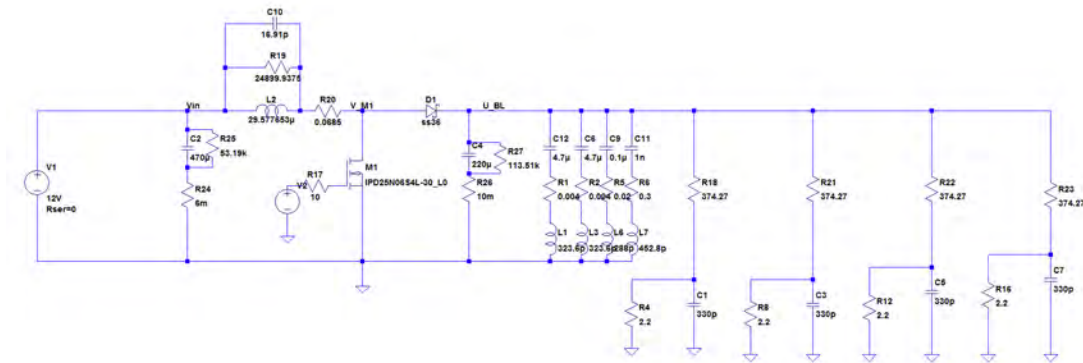 C10
16.91p
R19
24899.9375
L2
29.577653µ
R20
0.0685
Vin
V_M1
D1
ss36
U_BL
C2
470µ
R25
53.19k
R24
6m
V1
12V
Rser=0
M1
IPD25N06S4L-30_L0
R17
10
V2
C4
220µ
R27
113.51k
R26
10m
C12
4.7µ
C6
4.7µ
C9
0.1µ
C11
1n
R1
0.004
R2
0.004
R5
0.02
R6
0.3
L1
323.6p
L3
323.6p
L6
288p
L7
452.8p
R18
374.27
R21
374.27
R22
374.27
R23
374.27
R4
2.2
C1
330p
R8
2.2
C3
330p
R12
2.2
C5
330p
R16
2.2
C7
330p